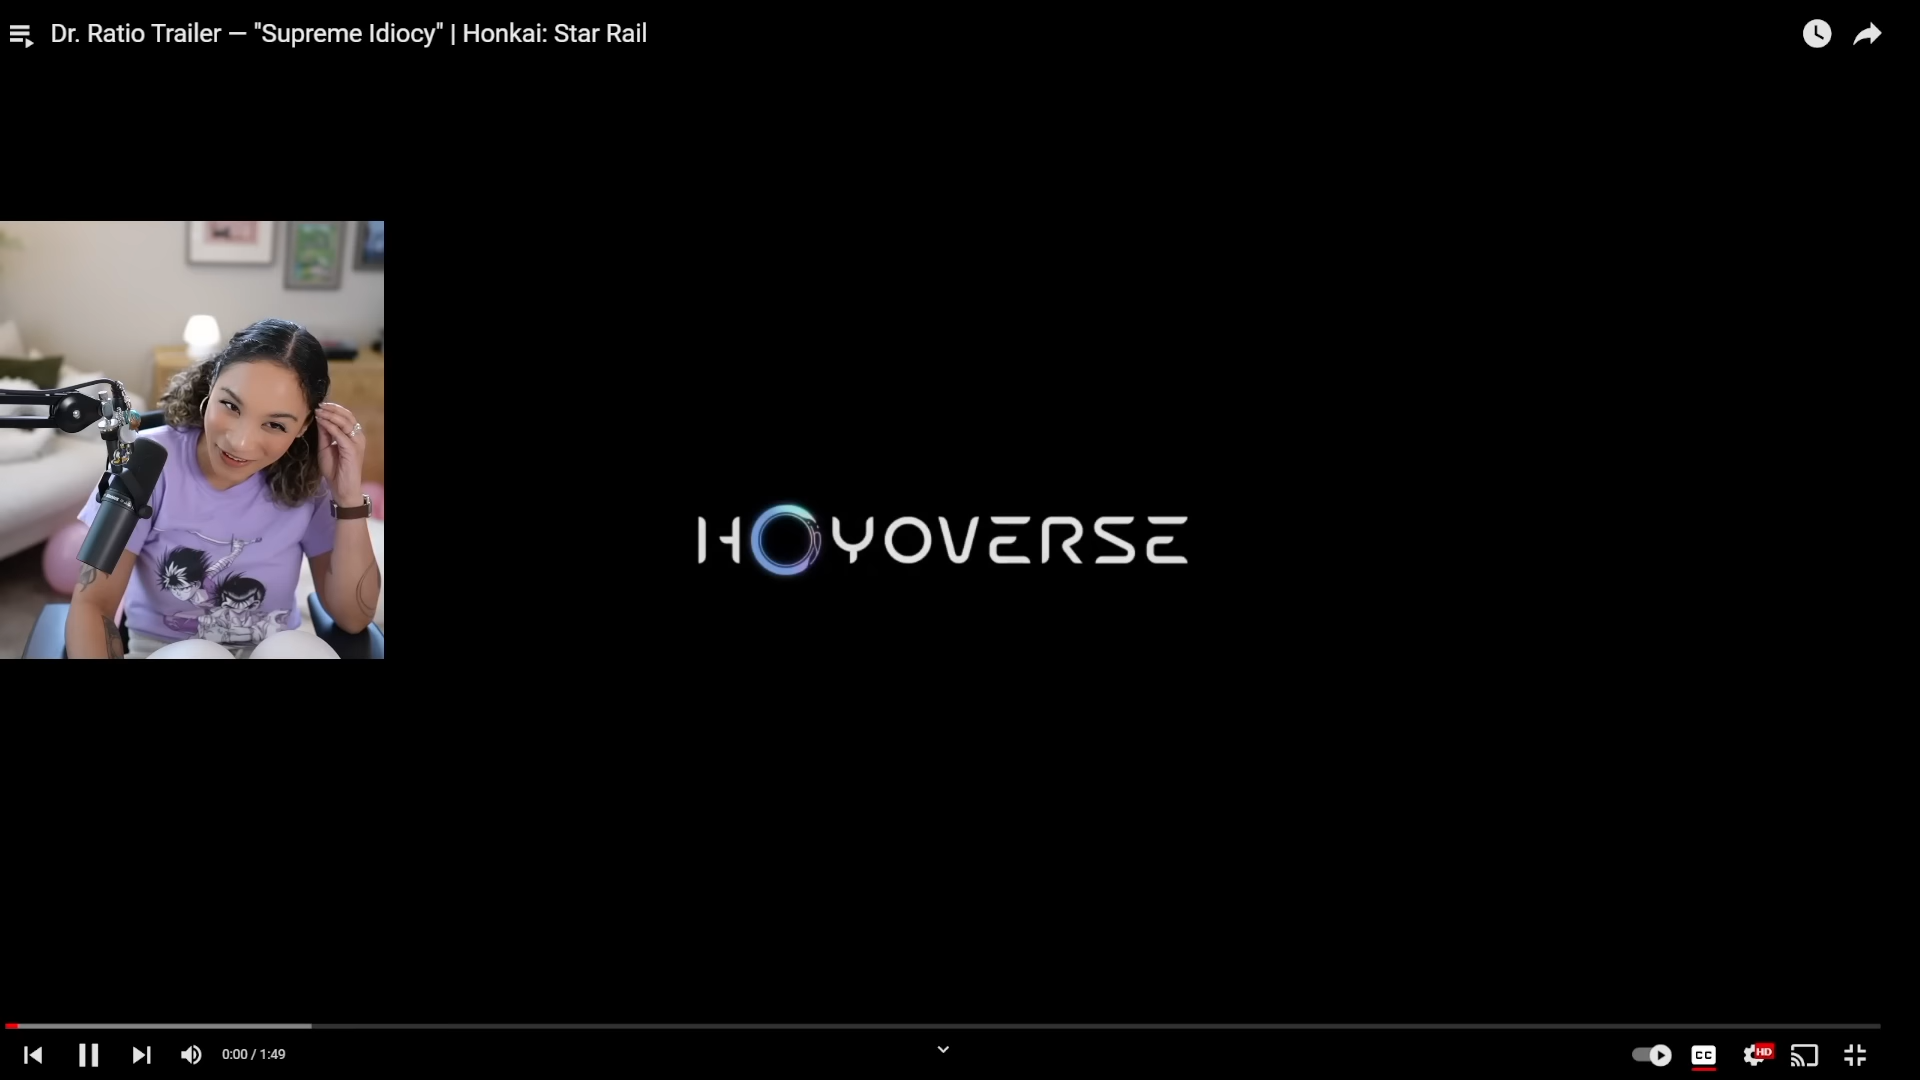 Dr. Ratio Trailer — "Supreme Idiocy" | Honkai: Star Rail
HOYOVERSE
0:00 / 1:49
CC
HD